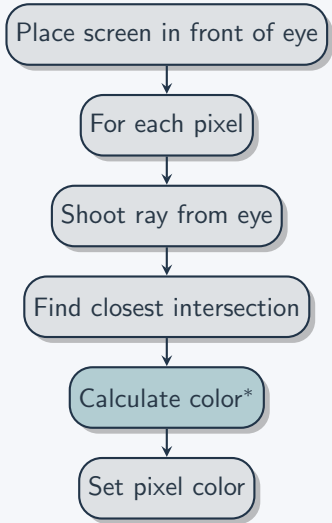 Place screen in front of eye
For each pixel
Shoot ray from eye
Find closest intersection
Calculate color*
Set pixel color